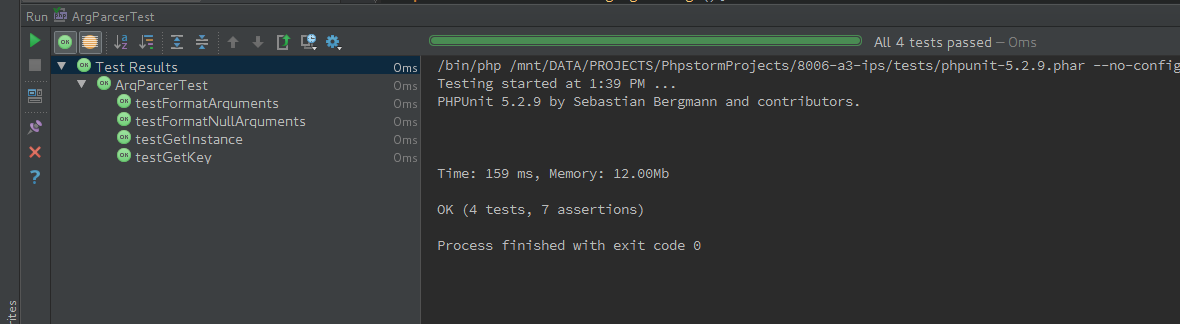 Run ArgParcerTest
All 4 tests passed – 0ms
Test Results 0ms
ArgParcerTest 0ms
testFormatArguments 0ms
testFormatNullArguments 0ms
testGetInstance 0ms
testGetKey 0ms
/bin/php /mnt/DATA/PROJECTS/PhpstormProjects/8006-a3-ips/tests/phpunit-5.2.9.phar --no-config
Testing started at 1:39 PM ...
PHPUnit 5.2.9 by Sebastian Bergmann and contributors.
Time: 159 ms, Memory: 12.00Mb
OK (4 tests, 7 assertions)
Process finished with exit code 0